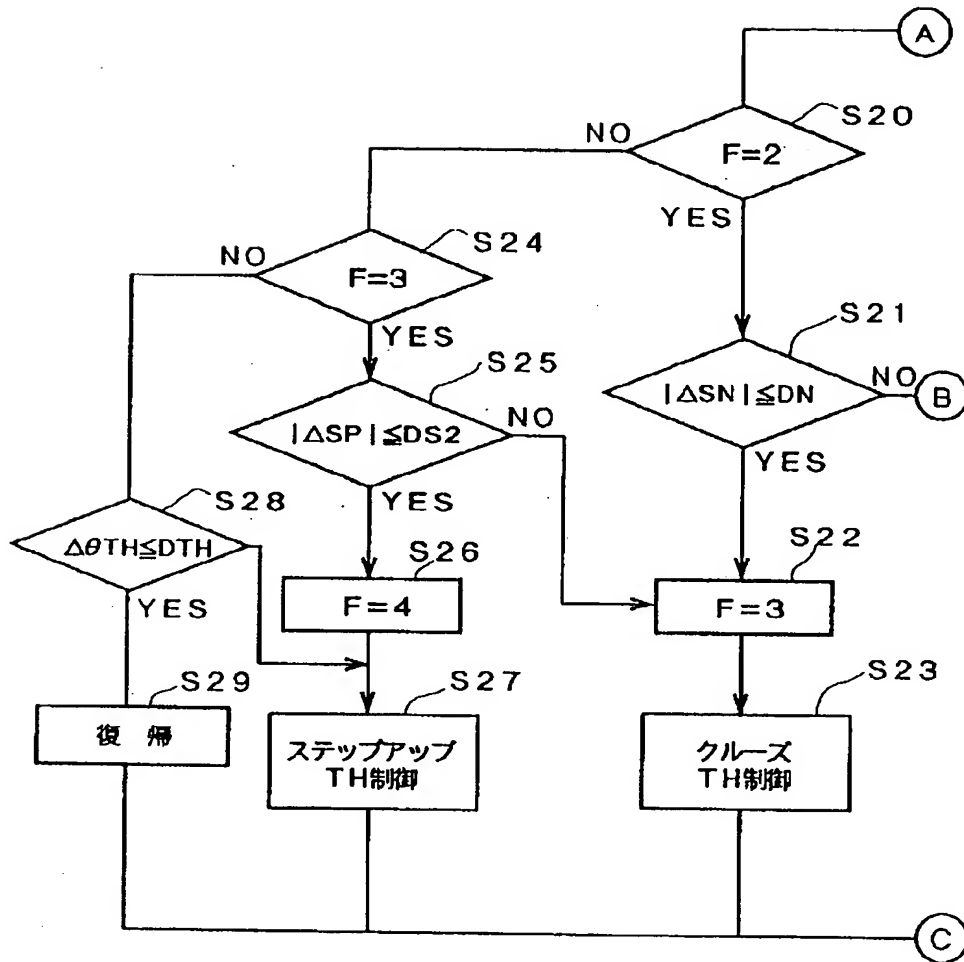 A
S20
NO
F=2
YES
S24
NO
F=3
YES
S21
|ΔSN|≦DN
NO
B
YES
S25
|ΔSP|≦DS2
NO
YES
S28
ΔθTH≦DTH
YES
S26
F=4
S22
F=3
S29
復帰
S27
ステップアップ
TH制御
S23
クルーズ
TH制御
C